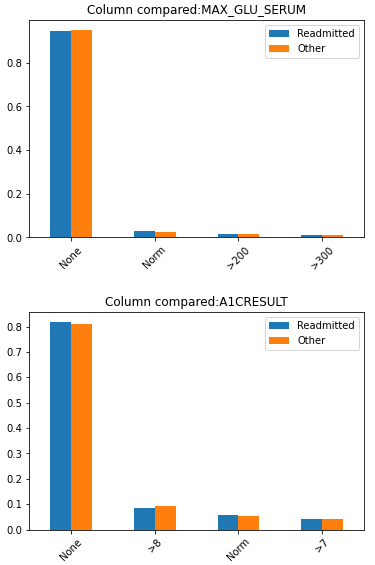 Column compared:MAX_GLU_SERUM
Readmitted
Other
0.8
0.6
0.4
0.2
0.0
None
Norm
>200
>300
Column compared:A1CRESULT
Readmitted
Other
0.8
0.7
0.6
0.5
0.4
0.3
0.2
0.1
0.0
None
>8
Norm
>7